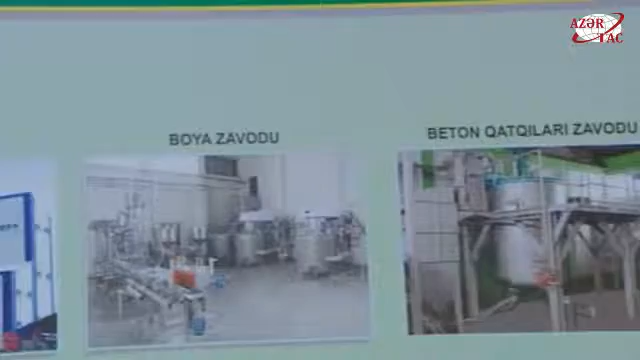 AZƏR
TAC
BOYA ZAVODU
BETON QATQILARI ZAVODU